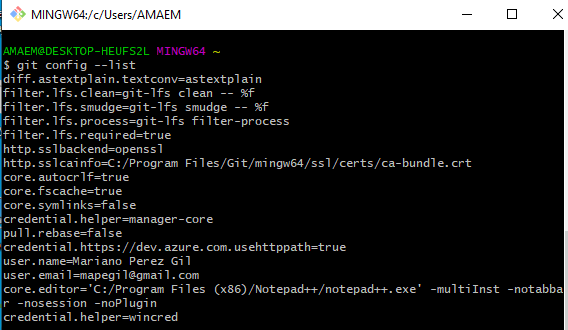 MINGW64:/c/Users/AMAEM
AMAEM@DESKTOP-HEUFS2L MINGW64 ~
$ git config --list
diff.astextplain.textconv=astextplain
filter.lfs.clean=git-lfs clean -- %f
filter.lfs.smudge=git-lfs smudge -- %f
filter.lfs.process=git-lfs filter-process
filter.lfs.required=true
http.sslbackend=openssl
http.sslcainfo=C:/Program Files/Git/mingw64/ssl/certs/ca-bundle.crt
core.autocrlf=true
core.fscache=true
core.symlinks=false
credential.helper=manager-core
pull.rebase=false
credential.https://dev.azure.com.usehttppath=true
user.name=Mariano Perez Gil
user.email=mapegil@gmail.com
core.editor='C:/Program Files (x86)/Notepad++/notepad++.exe' -multiInst -notabba
r -nosession -noPlugin
credential.helper=wincred